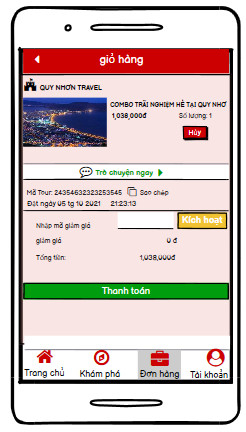 giỏ hàng
QUY NHƠN TRAVEL
COMBO TRẢI NGHIỆM HÈ TẠI QUY NHƠ
1,038,000đ Số lượng: 1
Hủy
Trò chuyện ngay
Mã Tour: 24354632323253545 Sao chép
Đặt ngày 05 tg 10 2021 21:23:13
Nhập mã giảm giá Kích hoạt
giảm giá 0 đ
Tổng tiền: 1,038,000đ
Thanh toán
Trang chủ Khám phá Đơn hàng Tài khoản